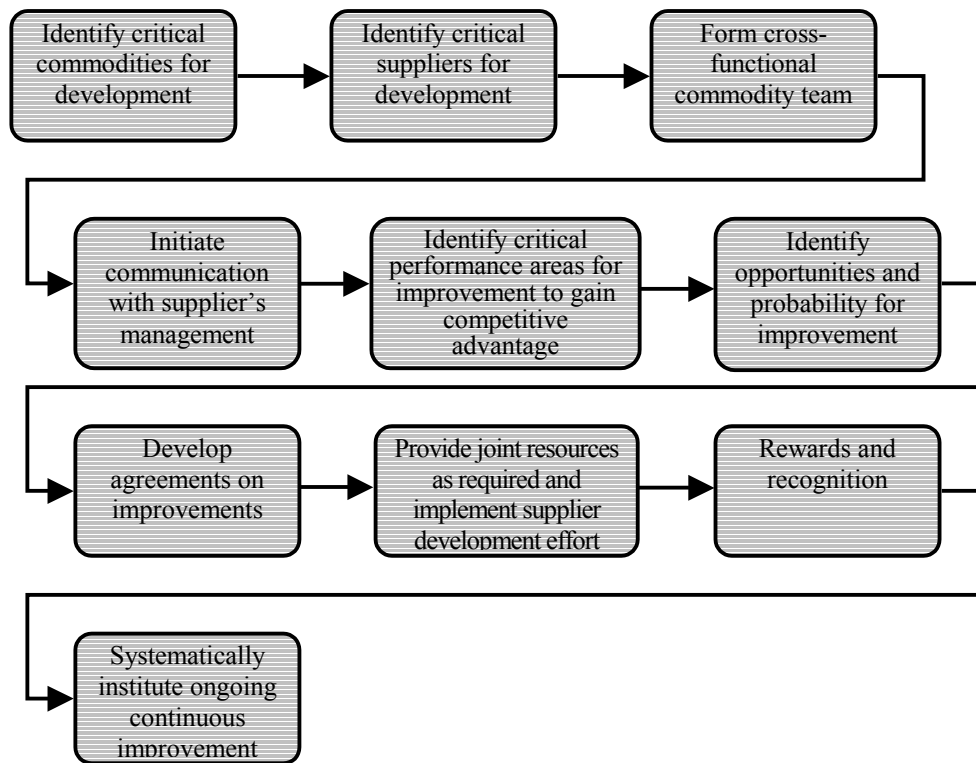 Identify critical
commodities for
development
Identify critical
suppliers for
development
Form cross-
functional
commodity team
Initiate
communication
with supplier’s
management
Identify critical
performance areas for
improvement to gain
competitive
advantage
Identify
opportunities and
probability for
improvement
Develop
agreements on
improvements
Provide joint resources
as required and
implement supplier
development effort
Rewards and
recognition
Systematically
institute ongoing
continuous
improvement